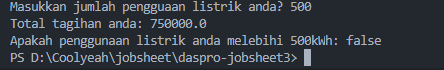 Masukkan jumlah pengguaan listrik anda? 500
Total tagihan anda: 750000.0
Apakah penggunaan listrik anda melebihi 500kWh: false
PS D:\Coolyeah\jobsheet\daspro-jobsheet3>